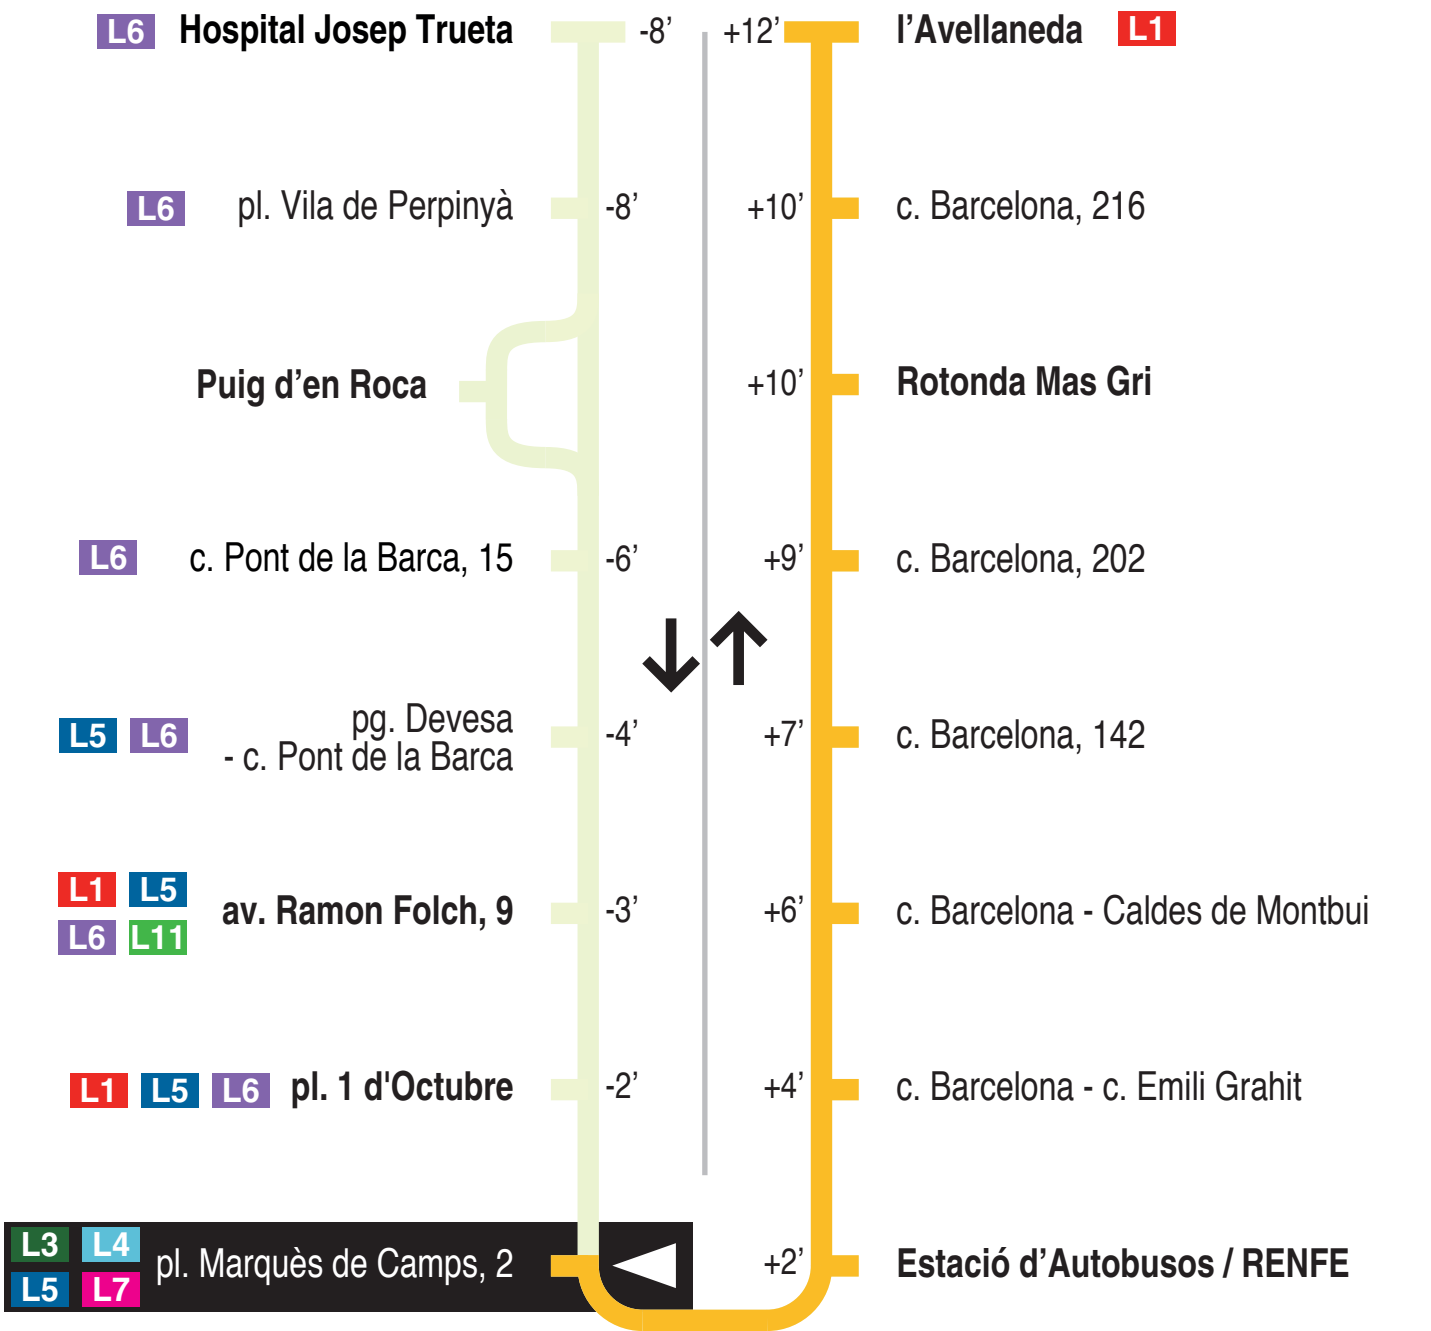 L6 Hospital Josep Trueta -8’ +12’ l’Avellaneda L1
L6 pl. Vila de Perpinyà -8’ +10’ c. Barcelona, 216
Puig d’en Roca +10’ Rotonda Mas Gri
L6 c. Pont de la Barca, 15 -6’ +9’ c. Barcelona, 202
L5 L6 pg. Devesa
- c. Pont de la Barca -4’ +7’ c. Barcelona, 142
L1 L5
L6 L11 av. Ramon Folch, 9 -3’ +6’ c. Barcelona - Caldes de Montbui
L1 L5 L6 pl. 1 d'Octubre -2’ +4’ c. Barcelona - c. Emili Grahit
L3 L4
L5 L7 pl. Marquès de Camps, 2 +2’ Estació d’Autobusos / RENFE